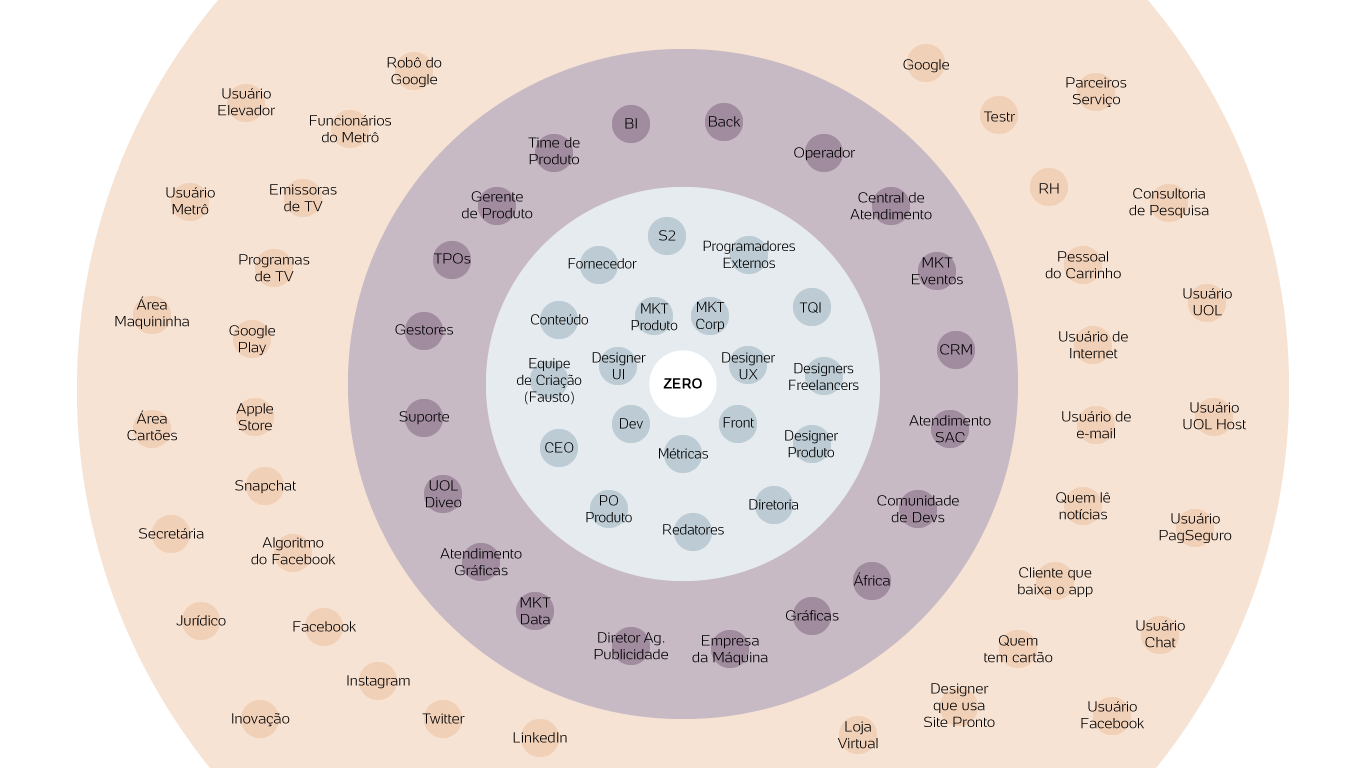 Robô do
Google
Usuário
Elevador
Funcionários
do Metrô
Usuário
Metrô
Emissoras
de TV
Programas
de TV
Área
Maquininha
Google
Play
Área
Cartões
Apple
Store
Snapchat
Secretária
Algoritmo
do Facebook
Jurídico
Facebook
Instagram
Inovação
Twitter
LinkedIn
BI
Back
Time de
Produto
Operador
Gerente
de Produto
Central de
Atendimento
TPOs
MKT
Eventos
Gestores
CRM
Suporte
Atendimento
SAC
UOL
Diveo
Comunidade
de Devs
Atendimento
Gráficas
África
MKT
Data
Gráficas
Diretor Ag.
Publicidade
Empresa
da Máquina
S2
Programadores
Externos
Fornecedor
Conteúdo
MKT
Produto
MKT
Corp
TQI
Equipe
de Criação
(Fausto)
Designer
UI
ZERO
Designer
UX
Designers
Freelancers
Dev
Front
CEO
Métricas
Designer
Produto
PO
Produto
Redatores
Diretoria
Google
Parceiros
Serviço
Testr
RH
Consultoria
de Pesquisa
Pessoal
do Carrinho
Usuário
UOL
Usuário de
Internet
Usuário de
e-mail
Usuário
UOL Host
Quem lê
notícias
Usuário
PagSeguro
Cliente que
baixa o app
Usuário
Chat
Quem
tem cartão
Designer
que usa
Site Pronto
Usuário
Facebook
Loja
Virtual